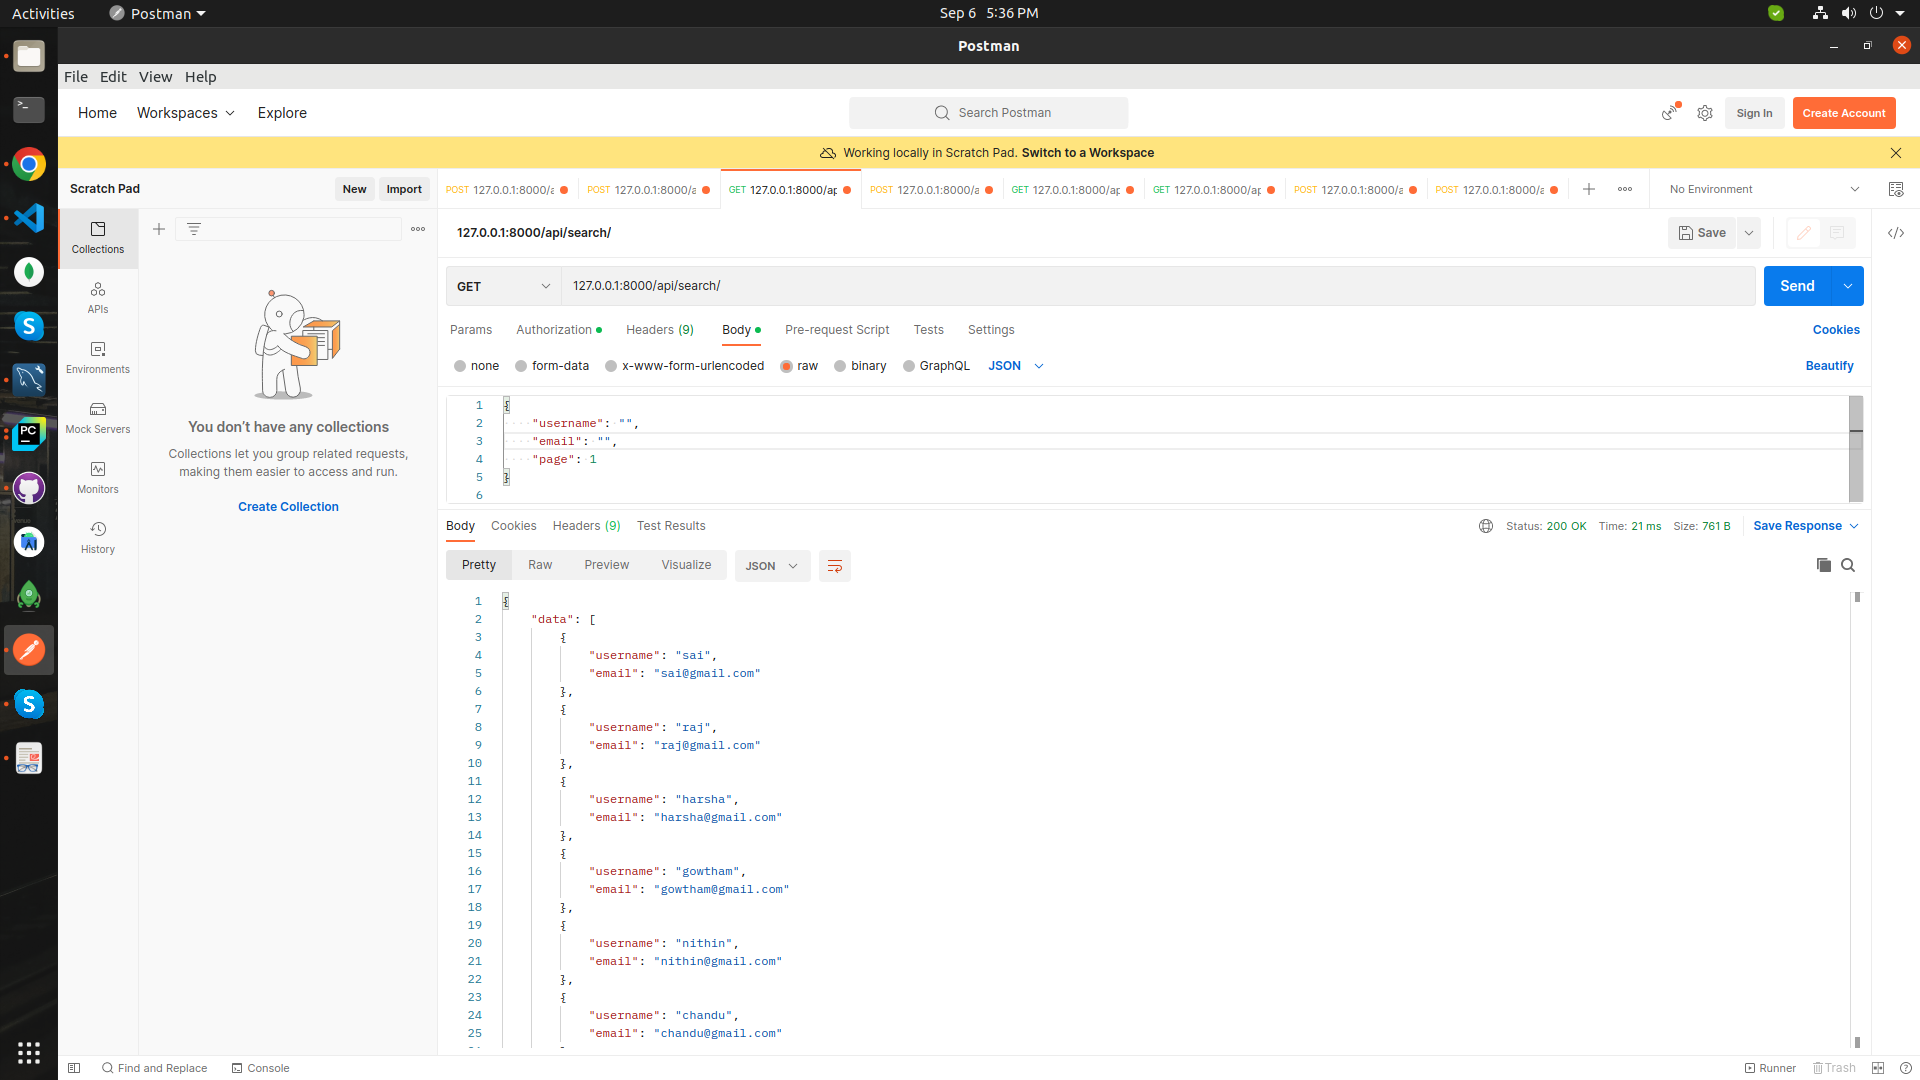 Activities
Postman
Sep 6 5:36 PM
Postman
File Edit View Help
Home Workspaces Explore
Search Postman
Sign In
Create Account
Working locally in Scratch Pad. Switch to a Workspace
Scratch Pad
New
Import
POST 127.0.0.1:8000/a
POST 127.0.0.1:8000/a
GET 127.0.0.1:8000/ap
POST 127.0.0.1:8000/a
GET 127.0.0.1:8000/ap
GET 127.0.0.1:8000/ap
POST 127.0.0.1:8000/a
POST 127.0.0.1:8000/a
No Environment
Collections
APIs
Environments
Mock Servers
Monitors
History
You don't have any collections
Collections let you group related requests,
making them easier to access and run.
Create Collection
127.0.0.1:8000/api/search/
Save
GET
127.0.0.1:8000/api/search/
Send
Params Authorization Headers (9) Body Pre-request Script Tests Settings
Cookies
none form-data x-www-form-urlencoded raw binary GraphQL JSON
Beautify
1 {
2 "username": "",
3 "email": "",
4 "page": 1
5 }
6
Body Cookies Headers (9) Test Results
Status: 200 OK Time: 21 ms Size: 761 B
Save Response
Pretty Raw Preview Visualize JSON
1 {
2 "data": [
3 {
4 "username": "sai",
5 "email": "sai@gmail.com"
6 },
7 {
8 "username": "raj",
9 "email": "raj@gmail.com"
10 },
11 {
12 "username": "harsha",
13 "email": "harsha@gmail.com"
14 },
15 {
16 "username": "gowtham",
17 "email": "gowtham@gmail.com"
18 },
19 {
20 "username": "nithin",
21 "email": "nithin@gmail.com"
22 },
23 {
24 "username": "chandu",
25 "email": "chandu@gmail.com"
Find and Replace
Console
Runner
Trash